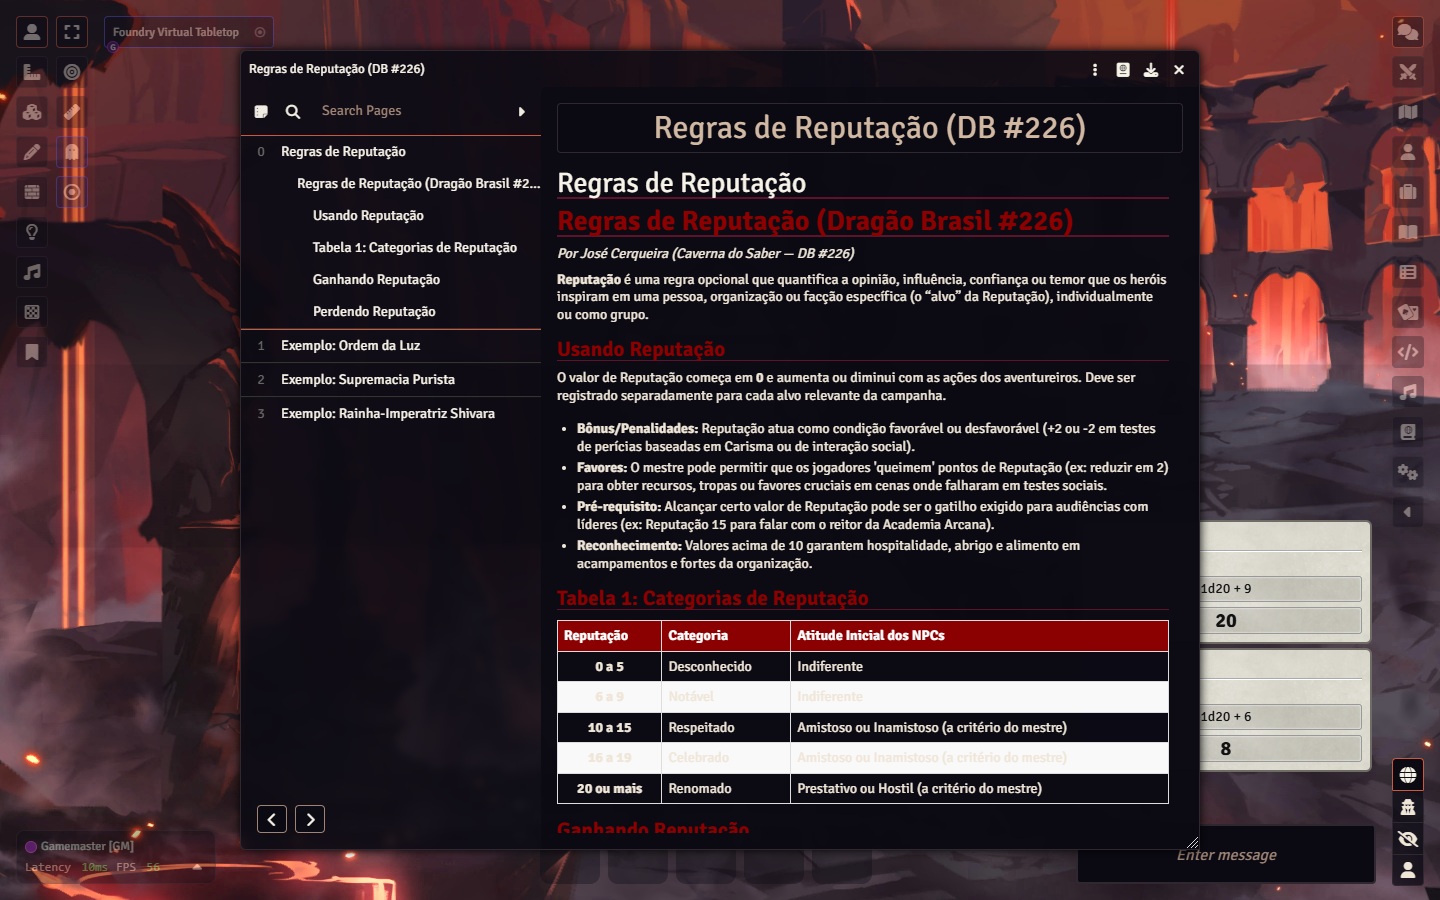 Foundry Virtual Tabletop
G
Regras de Reputação (DB #226)
Search Pages
0 Regras de Reputação
Regras de Reputação (Dragão Brasil #2...
Usando Reputação
Tabela 1: Categorias de Reputação
Ganhando Reputação
Perdendo Reputação
1 Exemplo: Ordem da Luz
2 Exemplo: Supremacia Purista
3 Exemplo: Rainha-Imperatriz Shivara
Regras de Reputação (DB #226)
Regras de Reputação
Regras de Reputação (Dragão Brasil #226)
Por José Cerqueira (Caverna do Saber — DB #226)
Reputação é uma regra opcional que quantifica a opinião, influência, confiança ou temor que os heróis
inspiram em uma pessoa, organização ou facção específica (o “alvo” da Reputação), individualmente
ou como grupo.
Usando Reputação
O valor de Reputação começa em 0 e aumenta ou diminui com as ações dos aventureiros. Deve ser
registrado separadamente para cada alvo relevante da campanha.
• Bônus/Penalidades: Reputação atua como condição favorável ou desfavorável (+2 ou -2 em testes
de perícias baseadas em Carisma ou de interação social).
• Favores: O mestre pode permitir que os jogadores 'queimem' pontos de Reputação (ex: reduzir em 2)
para obter recursos, tropas ou favores cruciais em cenas onde falharam em testes sociais.
• Pré-requisito: Alcançar certo valor de Reputação pode ser o gatilho exigido para audiências com
líderes (ex: Reputação 15 para falar com o reitor da Academia Arcana).
• Reconhecimento: Valores acima de 10 garantem hospitalidade, abrigo e alimento em
acampamentos e fortes da organização.
Tabela 1: Categorias de Reputação
Reputação Categoria Atitude Inicial dos NPCs
0 a 5 Desconhecido Indiferente
6 a 9 Notável Indiferente
10 a 15 Respeitado Amistoso ou Inamistoso (a critério do mestre)
16 a 19 Celebrado Amistoso ou Inamistoso (a critério do mestre)
20 ou mais Renomado Prestativo ou Hostil (a critério do mestre)
Ganhando Reputação
1d20 + 9
20
1d20 + 6
8
Enter message
Gamemaster [GM]
Latency 10ms FPS 56